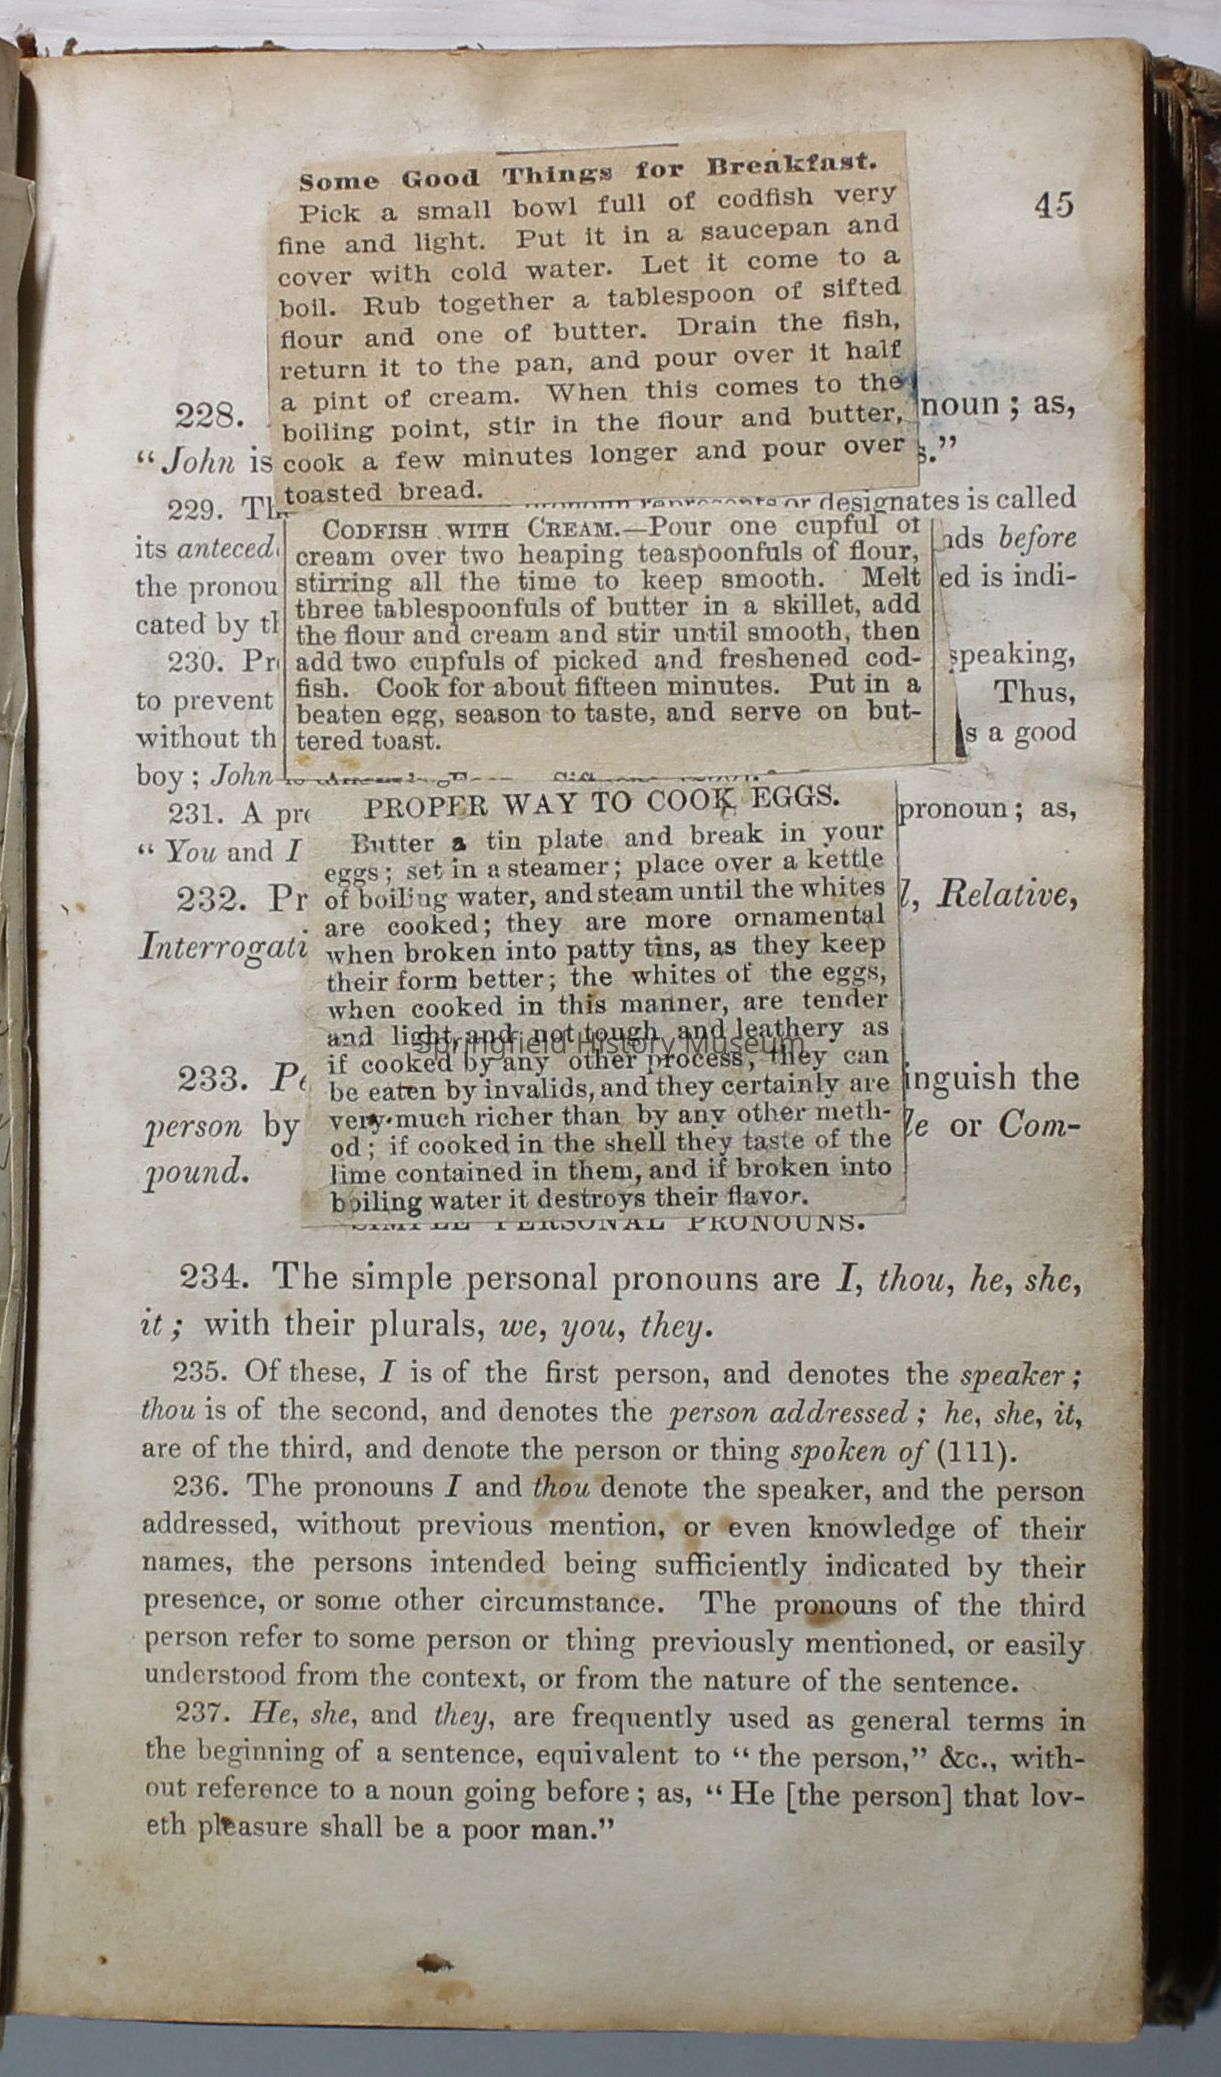 45
Some Good Things for Breakfast.
Pick a small bowl full of codfish very
fine and light. Put it in a saucepan and
cover with cold water. Let it come to a
boil. Rub together a tablespoon of sifted
flour and one of butter. Drain the fish,
return it to the pan, and pour over it half
a pint of cream. When this comes to the
boiling point, stir in the flour and butter,
cook a few minutes longer and pour over
toasted bread.
CODFISH WITH CREAM.—Pour one cupful of
cream over two heaping teaspoonfuls of flour,
stirring all the time to keep smooth. Melt
three tablespoonfuls of butter in a skillet, add
the flour and cream and stir until smooth, then
add two cupfuls of picked and freshened cod-
fish. Cook for about fifteen minutes. Put in a
beaten egg, season to taste, and serve on but-
tered toast.
PROPER WAY TO COOK EGGS.
Butter a tin plate and break in your
eggs; set in a steamer; place over a kettle
of boiling water, and steam until the whites
are cooked; they are more ornamental
when broken into patty tins, as they keep
their form better; the whites of the eggs,
when cooked in this manner, are tender
and light and not tough and leathery as
if cooked by any other process; they can
be eaten by invalids, and they certainly are
very much richer than by any other meth-
od; if cooked in the shell they taste of the
lime contained in them, and if broken into
boiling water it destroys their flavor.
Springfield History Museum
228. noun; as,
"John is
229. designates is called
its before
the ed is indi-
cated by
230. speaking,
to prevent Thus,
without s a good
boy; John
231. A pronoun; as,
"You and I
232. Relative,
233. the
person by or Com-
pound.
SIMPLE PERSONAL PRONOUNS.
234. The simple personal pronouns are I, thou, he, she,
it; with their plurals, we, you, they.
235. Of these, I is of the first person, and denotes the speaker;
thou is of the second, and denotes the person addressed; he, she, it,
are of the third, and denote the person or thing spoken of (111).
236. The pronouns I and thou denote the speaker, and the person
addressed, without previous mention, or even knowledge of their
names, the persons intended being sufficiently indicated by their
presence, or some other circumstance. The pronouns of the third
person refer to some person or thing previously mentioned, or easily
understood from the context, or from the nature of the sentence.
237. He, she, and they, are frequently used as general terms in
the beginning of a sentence, equivalent to "the person," &c., with-
out reference to a noun going before; as, "He [the person] that lov-
eth pleasure shall be a poor man."